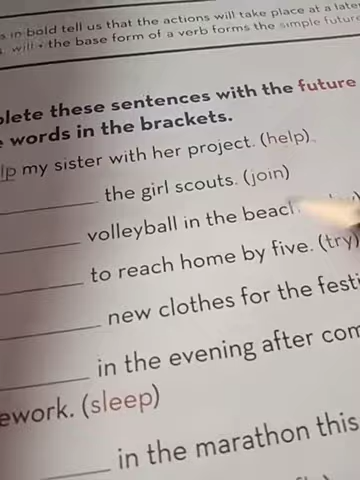 s in bold tell us that the actions will take place at a late
will + the base form of a verb forms the simple future
plete these sentences with the future
e words in the brackets.
lp my sister with her project. (help)
the girl scouts. (join)
volleyball in the beach
to reach home by five. (try)
new clothes for the festi
in the evening after com
ework. (sleep)
in the marathon this